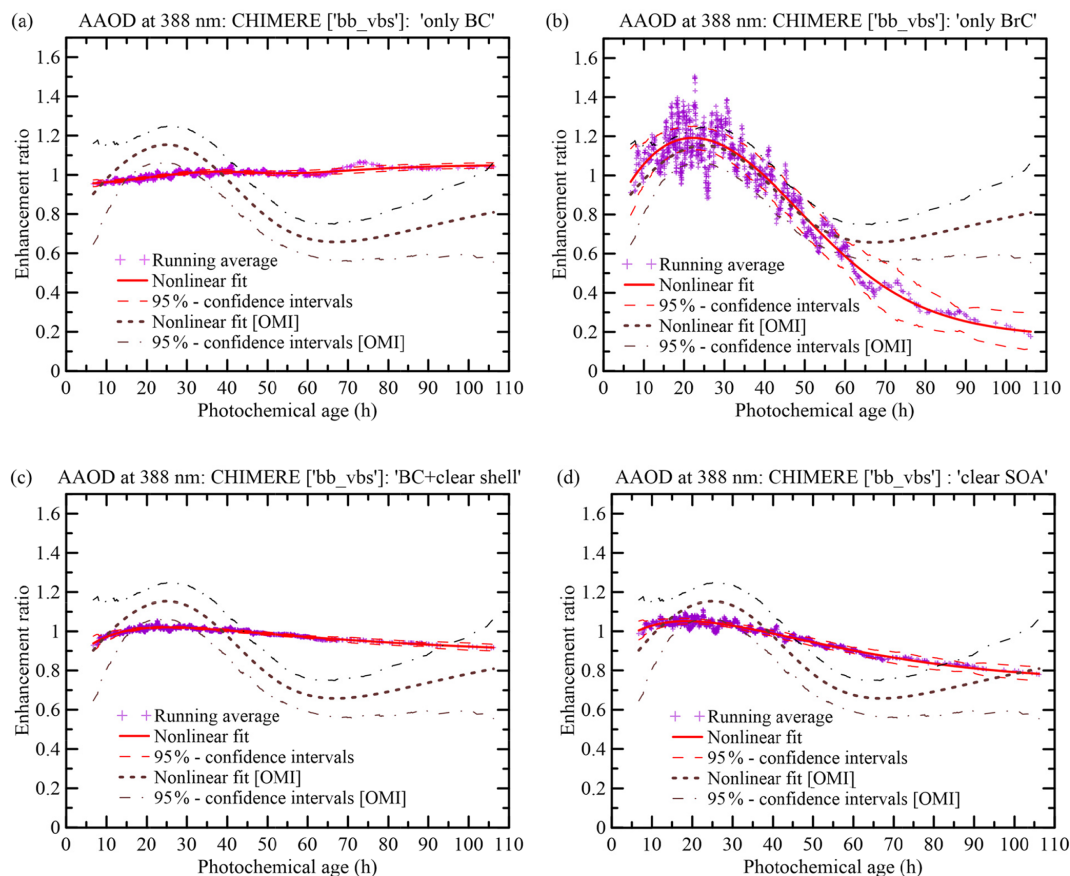 (a) AAOD at 388 nm: CHIMERE ['bb_vbs']: 'only BC'
Enhancement ratio
1.6
1.4
1.2
1
0.8
0.6
0.4
0.2
0
+ + Running average
Nonlinear fit
95% - confidence intervals
Nonlinear fit [OMI]
95% - confidence intervals [OMI]
0 10 20 30 40 50 60 70 80 90 100 110
Photochemical age (h)
(b) AAOD at 388 nm: CHIMERE ['bb_vbs']: 'only BrC'
Enhancement ratio
1.6
1.4
1.2
1
0.8
0.6
0.4
0.2
0
+ + Running average
Nonlinear fit
95% - confidence intervals
Nonlinear fit [OMI]
95% - confidence intervals [OMI]
0 10 20 30 40 50 60 70 80 90 100 110
Photochemical age (h)
(c) AAOD at 388 nm: CHIMERE ['bb_vbs']: 'BC+clear shell'
Enhancement ratio
1.6
1.4
1.2
1
0.8
0.6
0.4
0.2
0
+ + Running average
Nonlinear fit
95% - confidence intervals
Nonlinear fit [OMI]
95% - confidence intervals [OMI]
0 10 20 30 40 50 60 70 80 90 100 110
Photochemical age (h)
(d) AAOD at 388 nm: CHIMERE ['bb_vbs'] : 'clear SOA'
Enhancement ratio
1.6
1.4
1.2
1
0.8
0.6
0.4
0.2
0
+ + Running average
Nonlinear fit
95% - confidence intervals
Nonlinear fit [OMI]
95% - confidence intervals [OMI]
0 10 20 30 40 50 60 70 80 90 100 110
Photochemical age (h)